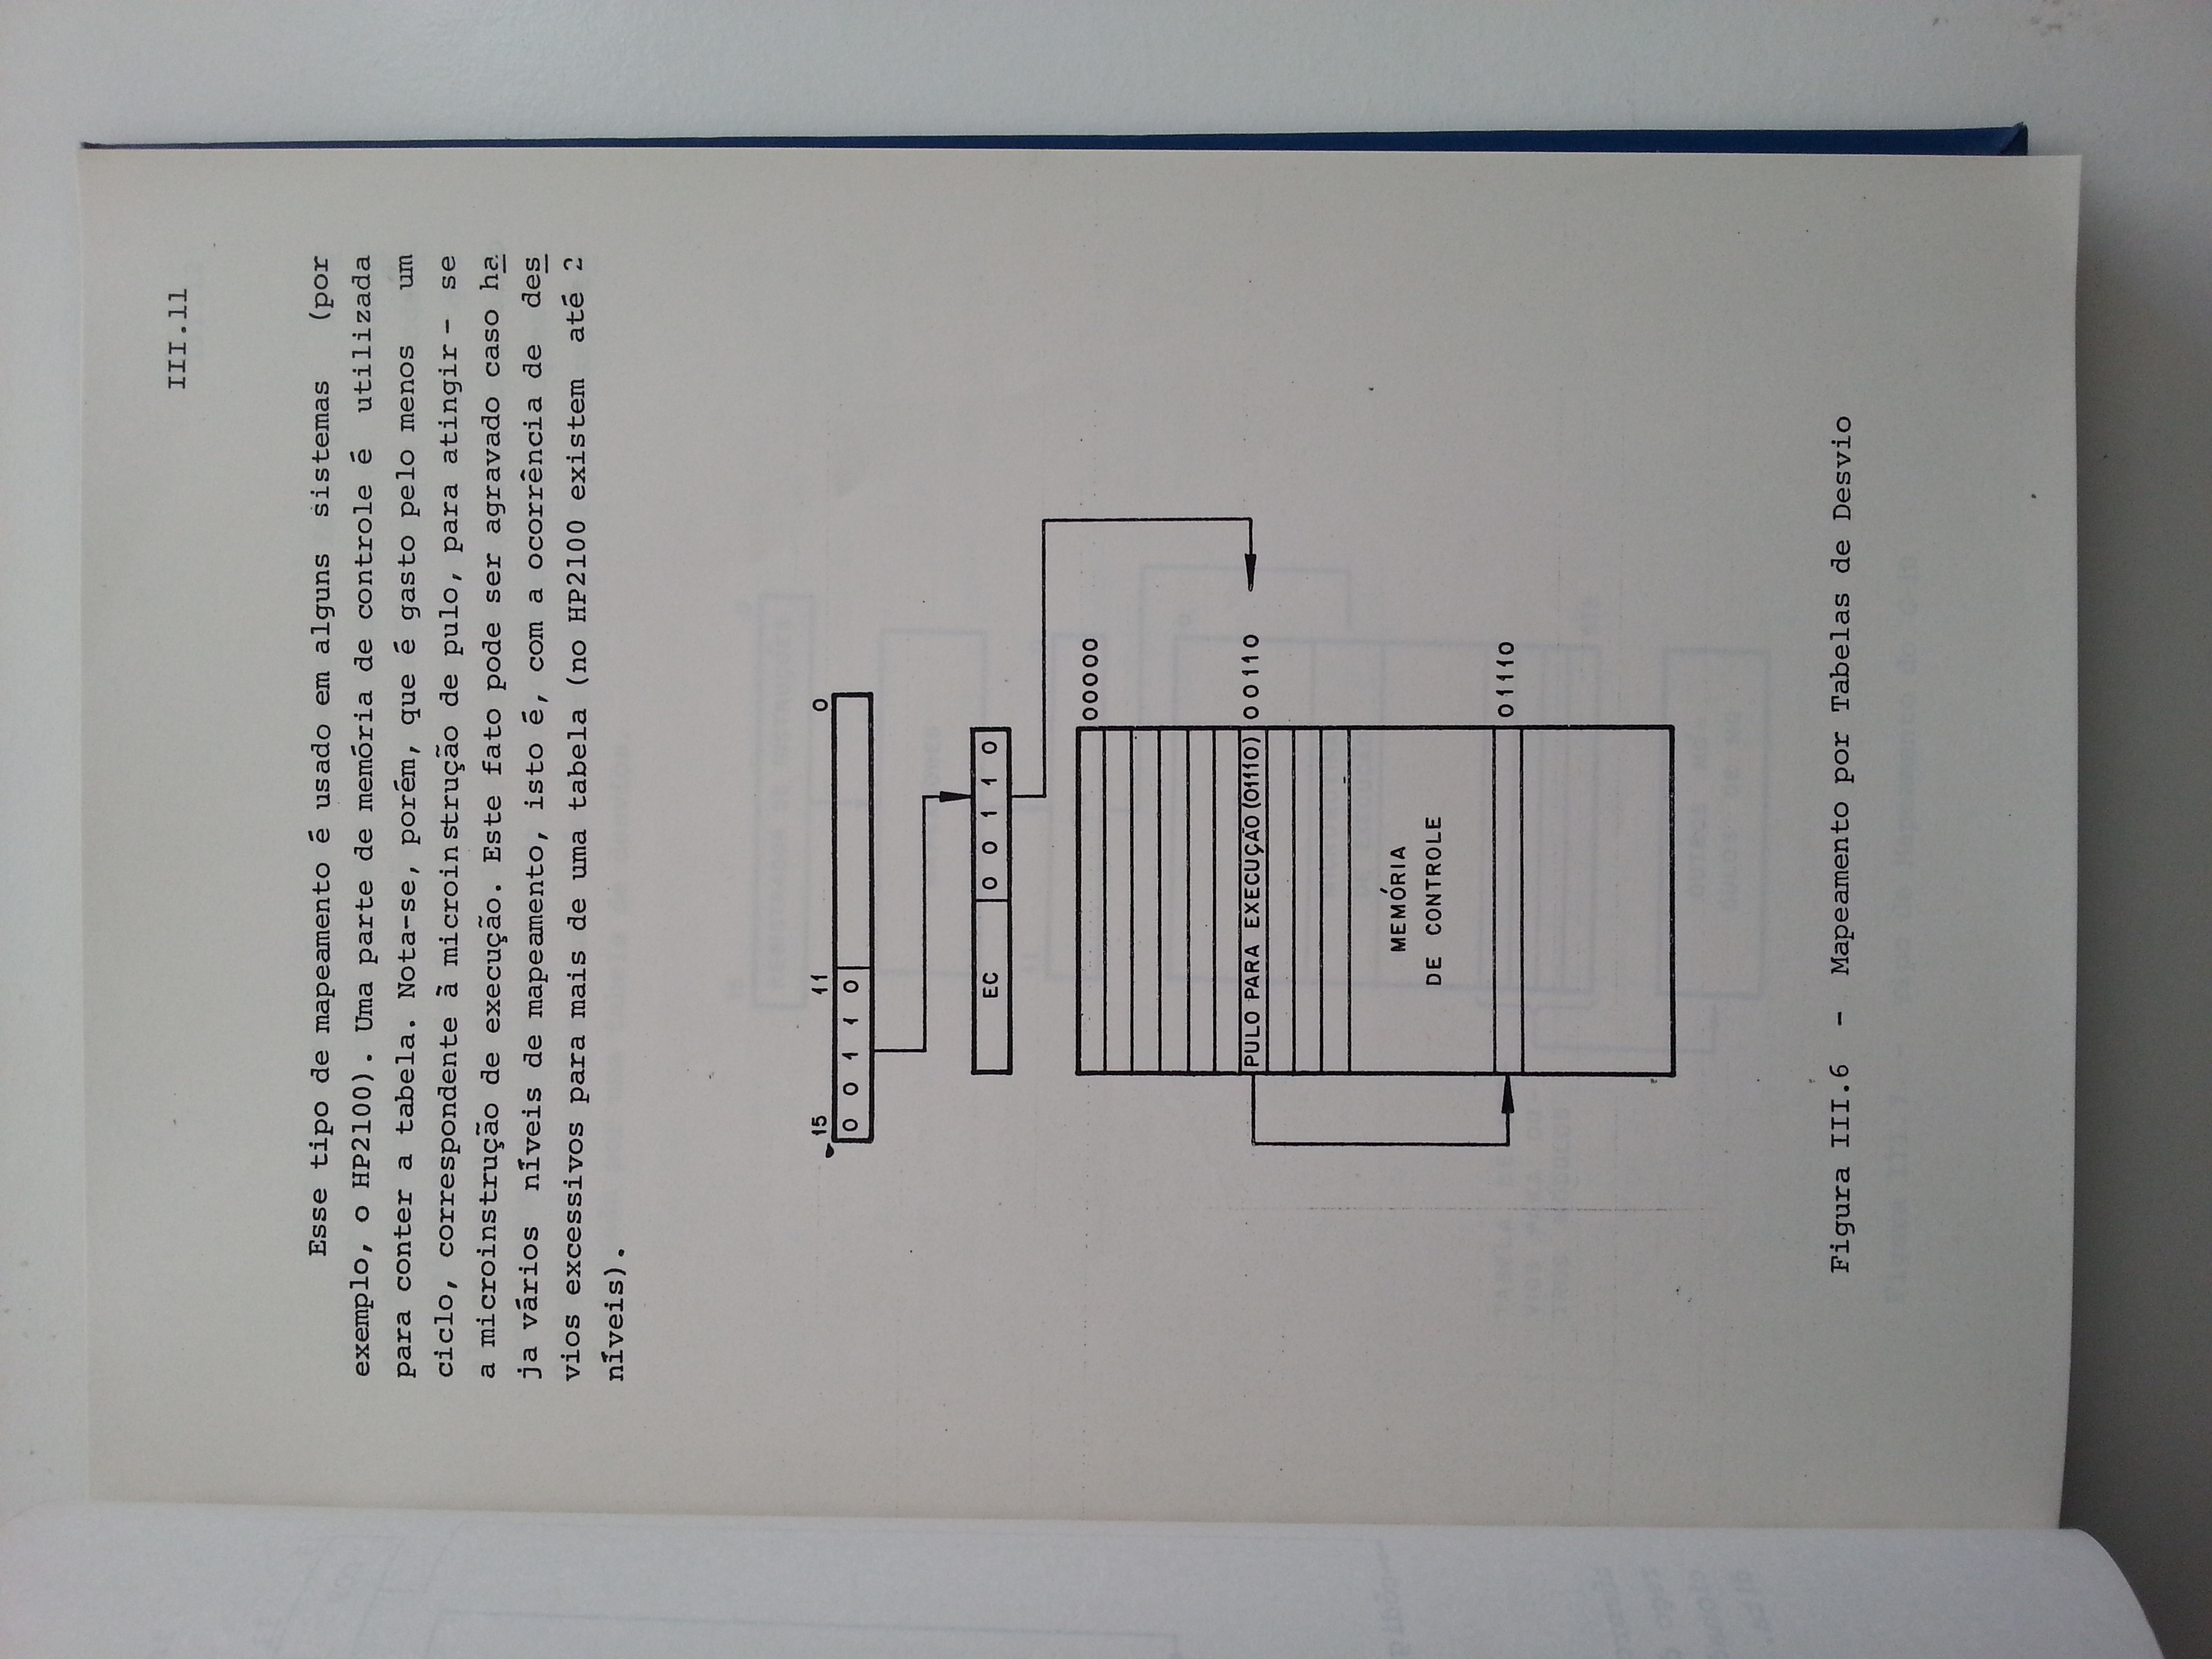 III.11
Esse tipo de mapeamento é usado em alguns sistemas (por
exemplo, o HP2100). Uma parte de memória de controle é utilizada
para conter a tabela. Nota-se, porém, que é gasto pelo menos um
ciclo, correspondente à microinstrução de pulo, para atingir- se
a microinstrução de execução. Este fato pode ser agravado caso ha
ja vários níveis de mapeamento, isto é, com a ocorrência de des
vios excessivos para mais de uma tabela (no HP2100 existem até 2
níveis).
15 11 0
0 0 1 1 0
EC 0 0 1 1 0
00000
PULO PARA EXECUÇÃO (01110) 00110
MEMÓRIA
DE CONTROLE
01110
Figura III.6 - Mapeamento por Tabelas de Desvio